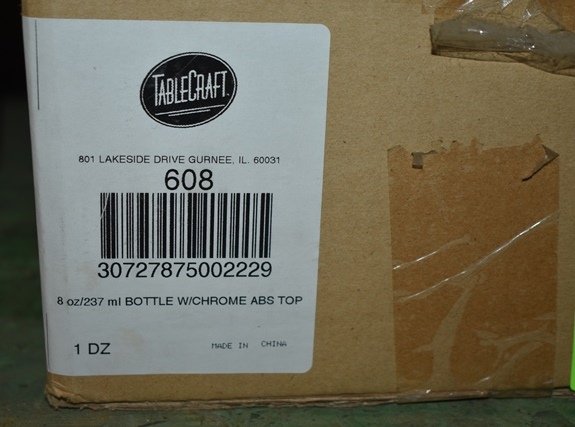 TABLECRAFT
801 LAKESIDE DRIVE GURNEE, IL. 60031
608
30727875002229
8 oz/237 ml BOTTLE W/CHROME ABS TOP
1 DZ
MADE IN CHINA